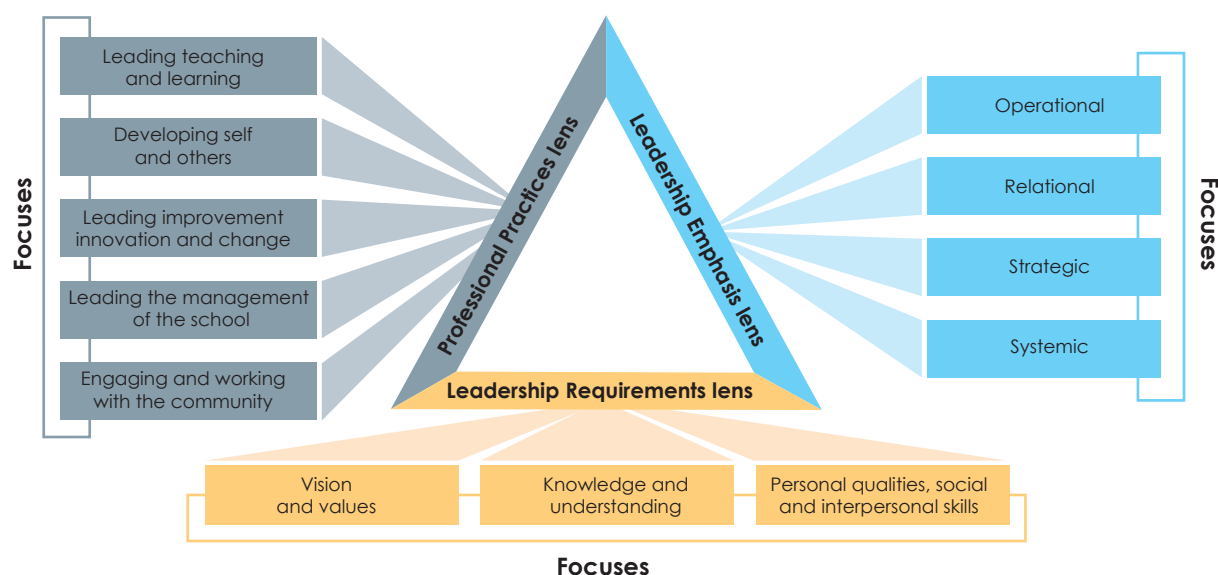 Focuses
Leading teaching
and learning
Developing self
and others
Leading improvement
innovation and change
Leading the management
of the school
Engaging and working
with the community
Professional Practices lens
Leadership Emphasis lens
Leadership Requirements lens
Operational
Relational
Strategic
Systemic
Focuses
Vision
and values
Knowledge and
understanding
Personal qualities, social
and interpersonal skills
Focuses